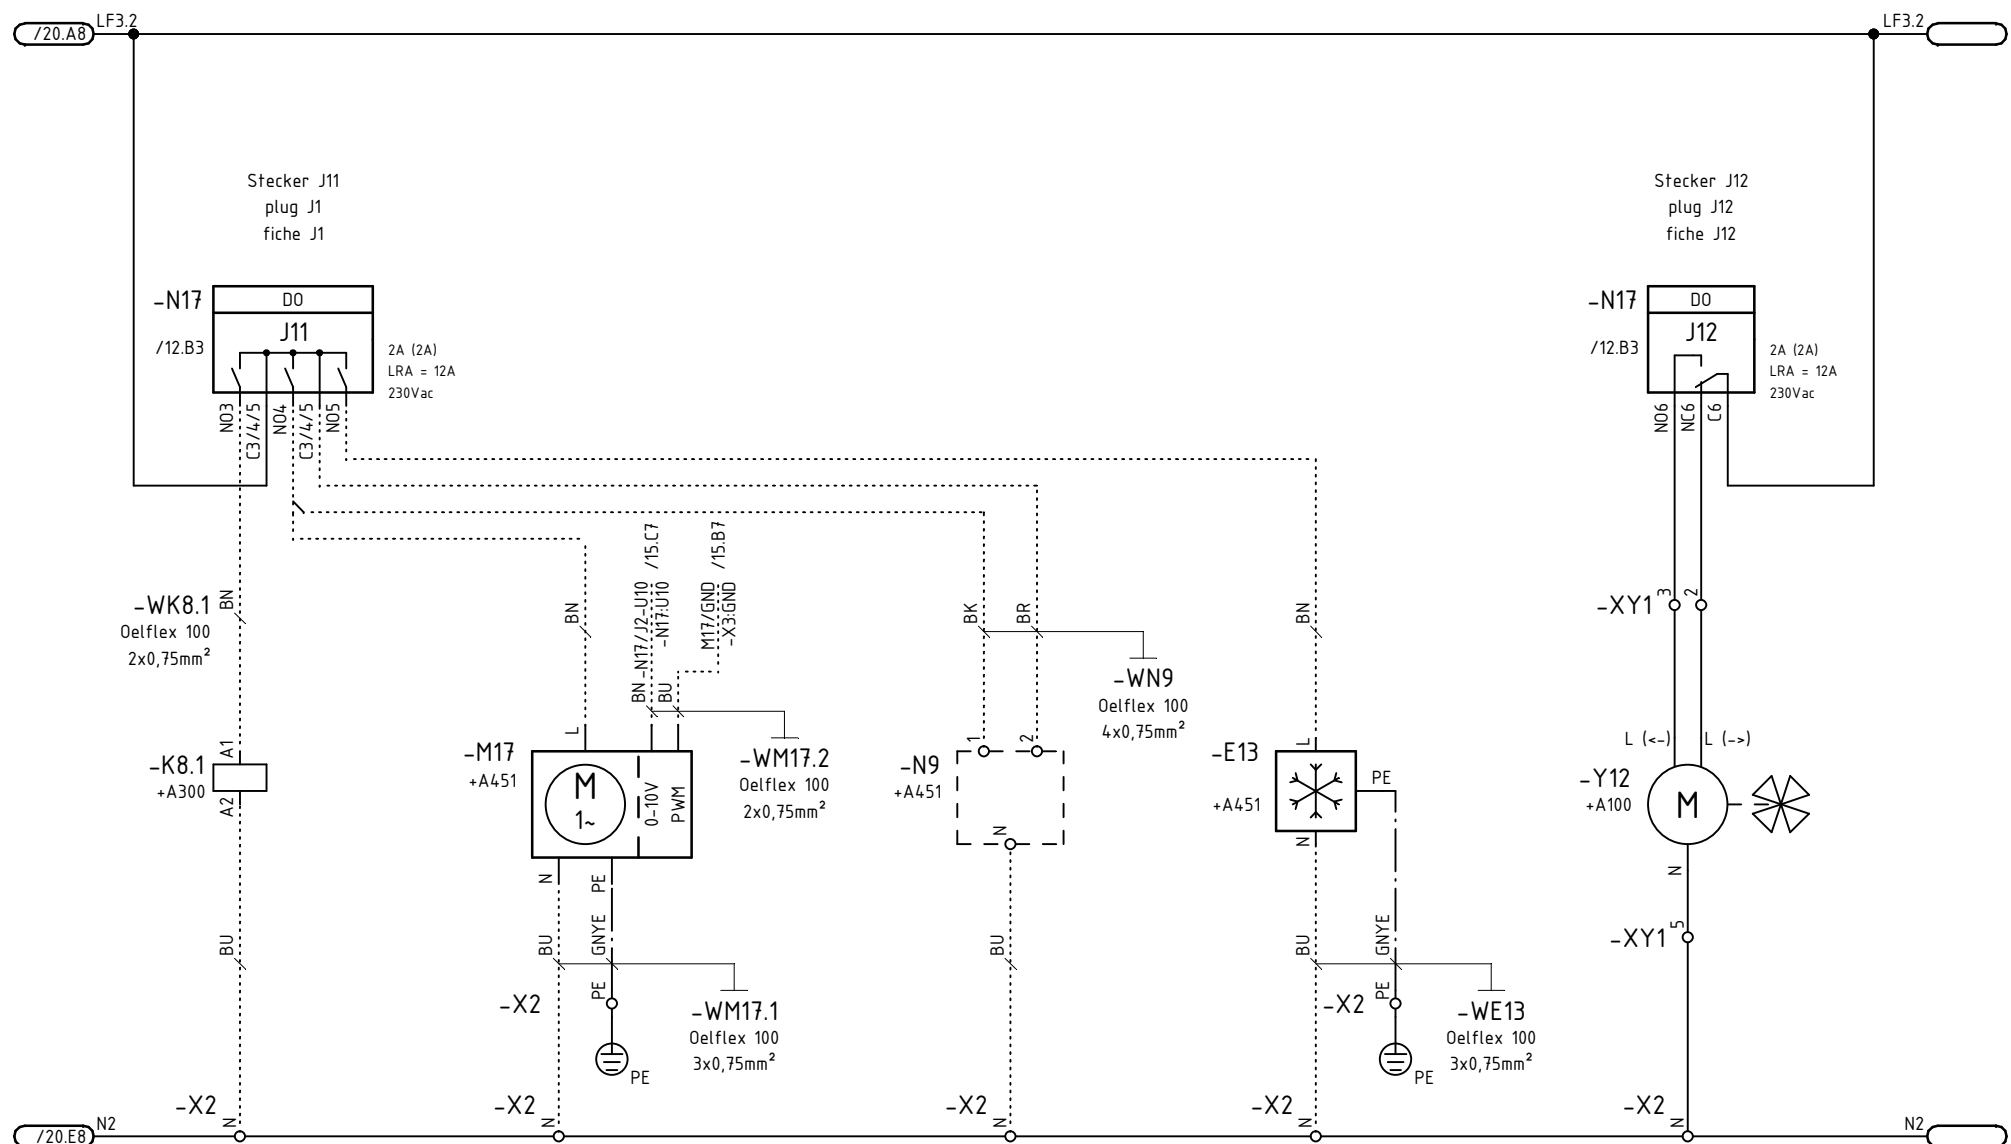 LF3.2
/20.A8
LF3.2
Stecker J11
plug J1
fiche J1
Stecker J12
plug J12
fiche J12
-N17
DO
J11
/12.B3
2A (2A)
LRA = 12A
230Vac
NO3
C3/4/5
NO4
C3/4/5
NO5
-N17
DO
J12
/12.B3
2A (2A)
LRA = 12A
230Vac
NO6
NC6
C6
-WK8.1
Oelflex 100
2x0,75mm²
BN
BN
BN -N17/J2-U10 /15.C7
-N17:U10
BU
M17/GND /15.B7
-X3:GND
BK
BR
-WN9
Oelflex 100
4x0,75mm²
BN
-XY1
3
2
A1
-K8.1
+A300
A2
L
-M17
+A451
M
1~
0-10V
PWM
-WM17.2
Oelflex 100
2x0,75mm²
1
2
-N9
+A451
N
L
-E13
+A451
PE
N
L (<-)
L (->)
-Y12
+A100
M
N
N
PE
BU
BU
GNYE
BU
BU
GNYE
-XY1
5
-X2
PE
-WM17.1
Oelflex 100
3x0,75mm²
PE
-X2
PE
-WE13
Oelflex 100
3x0,75mm²
PE
-X2
N
-X2
N
-X2
N
-X2
N
-X2
N
N2
/20.E8
N2